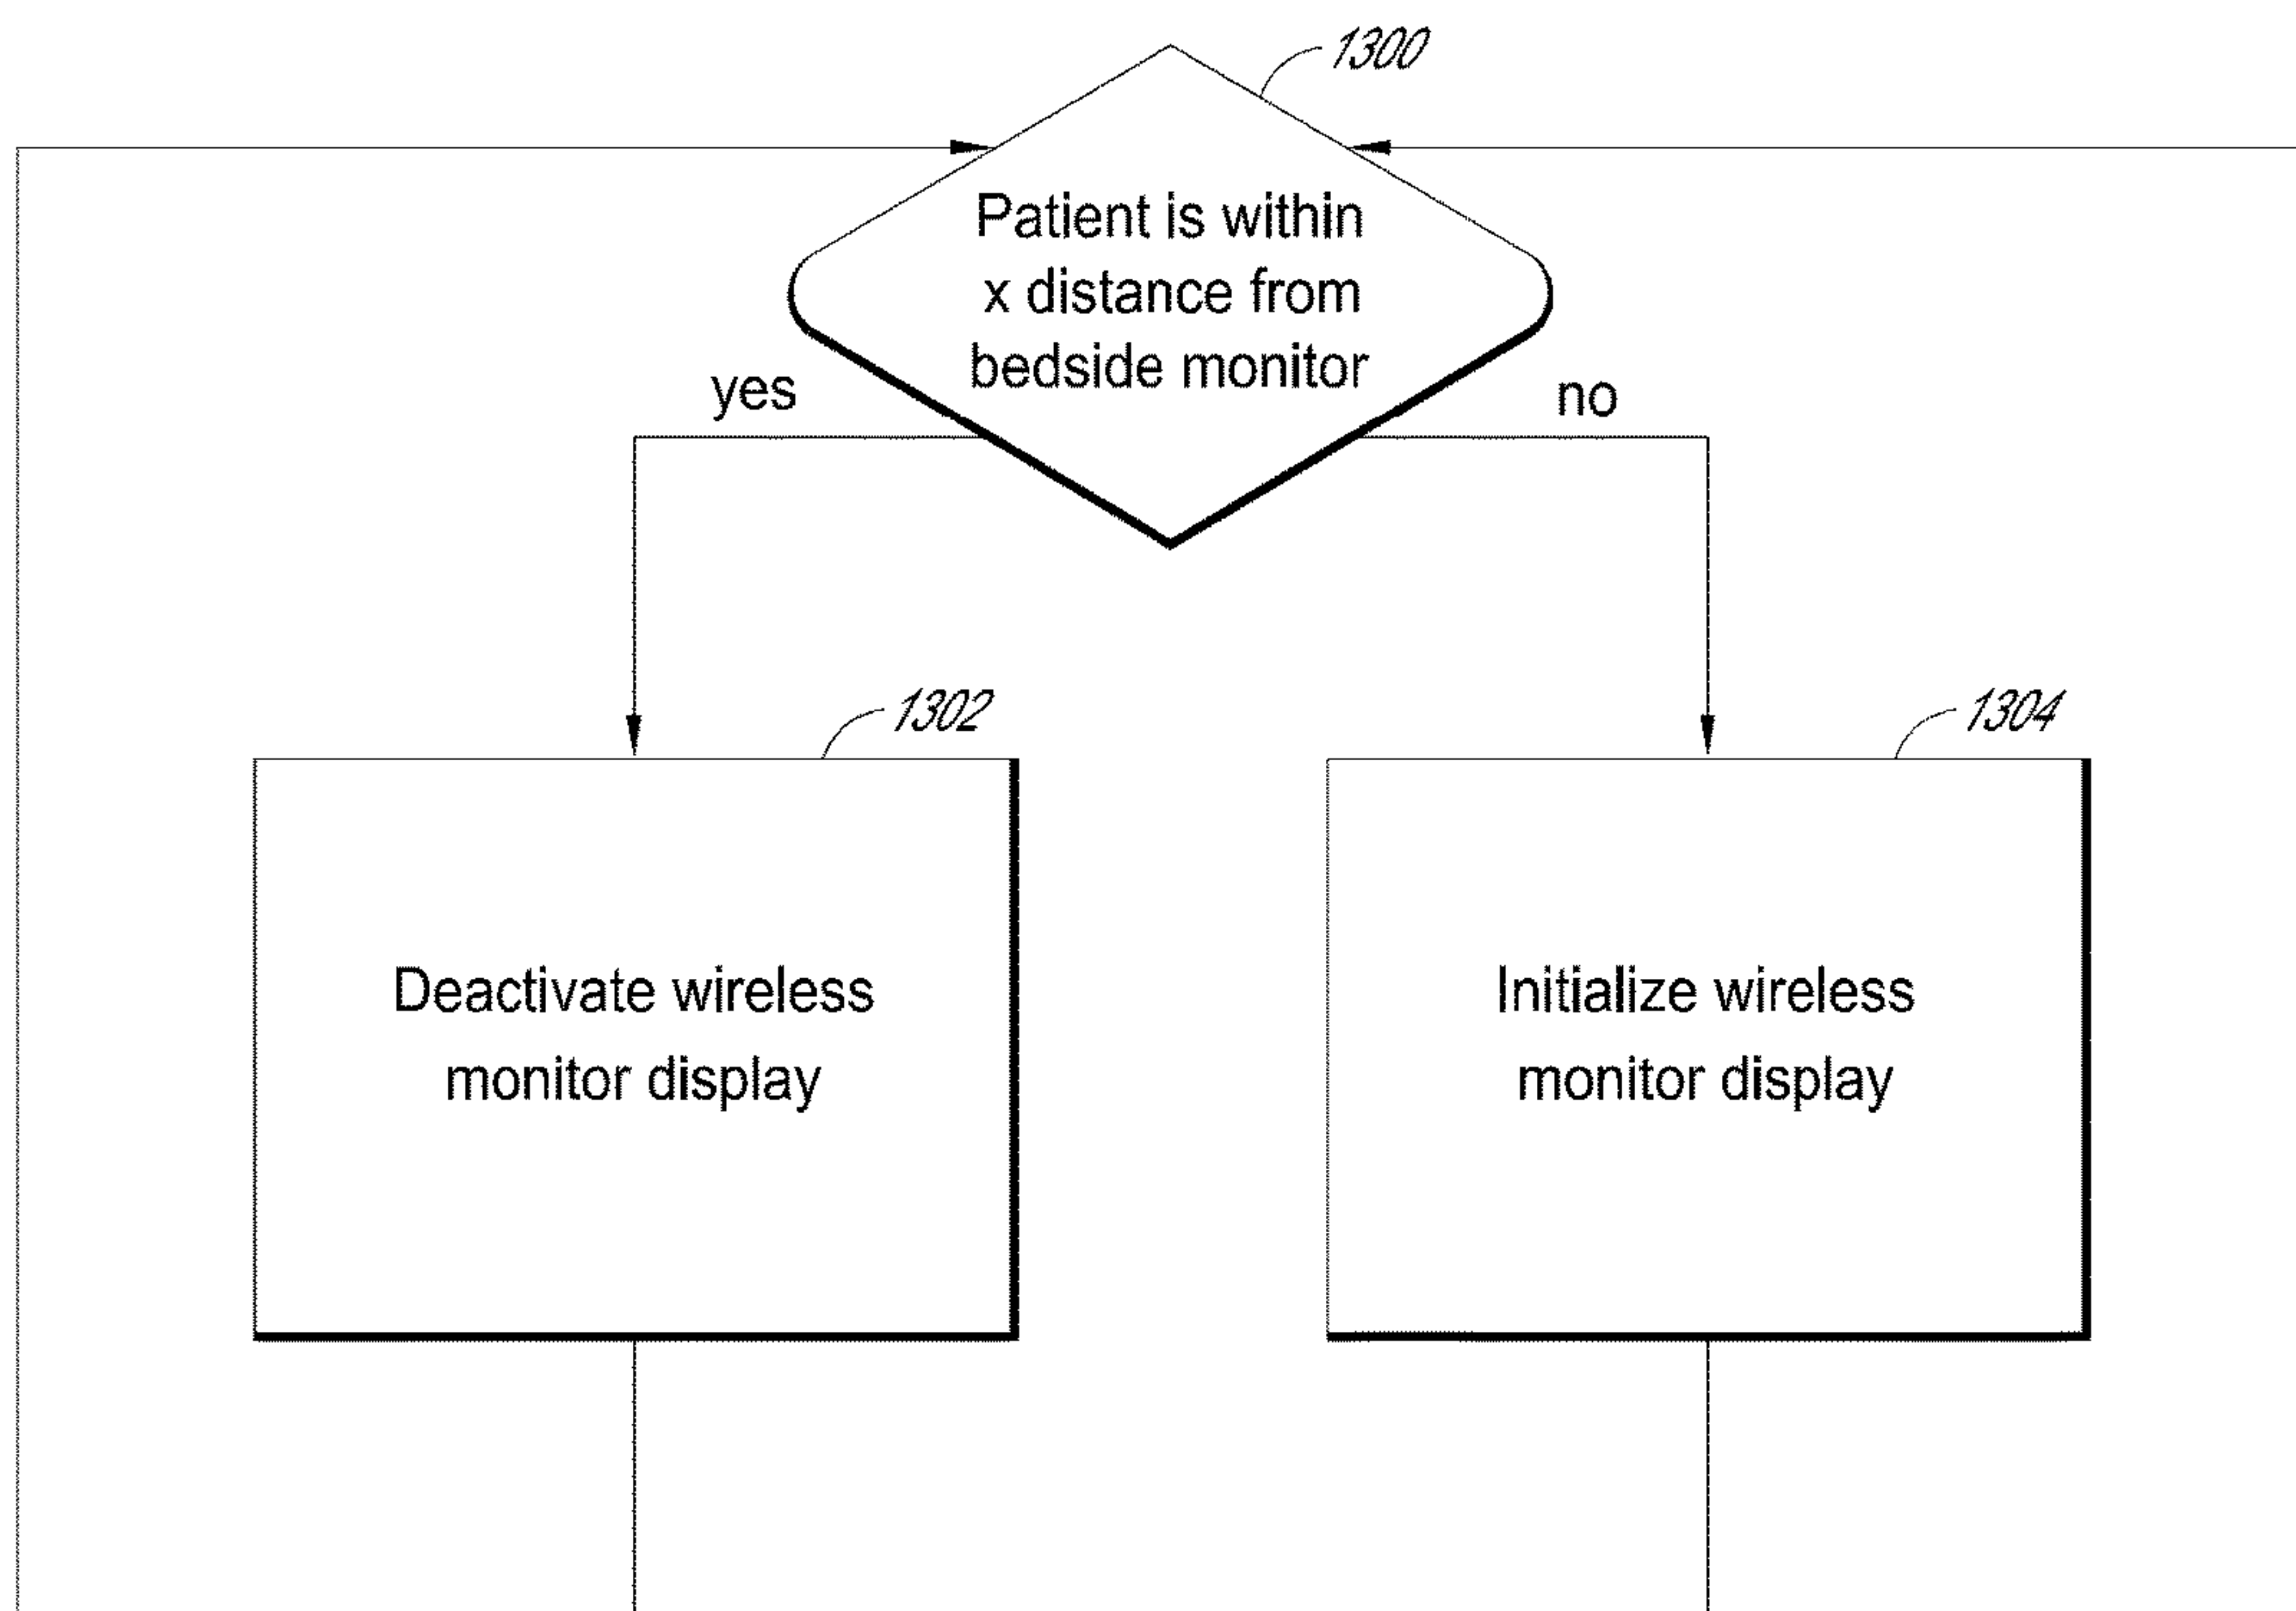 1300
Patient is within
x distance from
bedside monitor
yes
no
1302
1304
Deactivate wireless
monitor display
Initialize wireless
monitor display